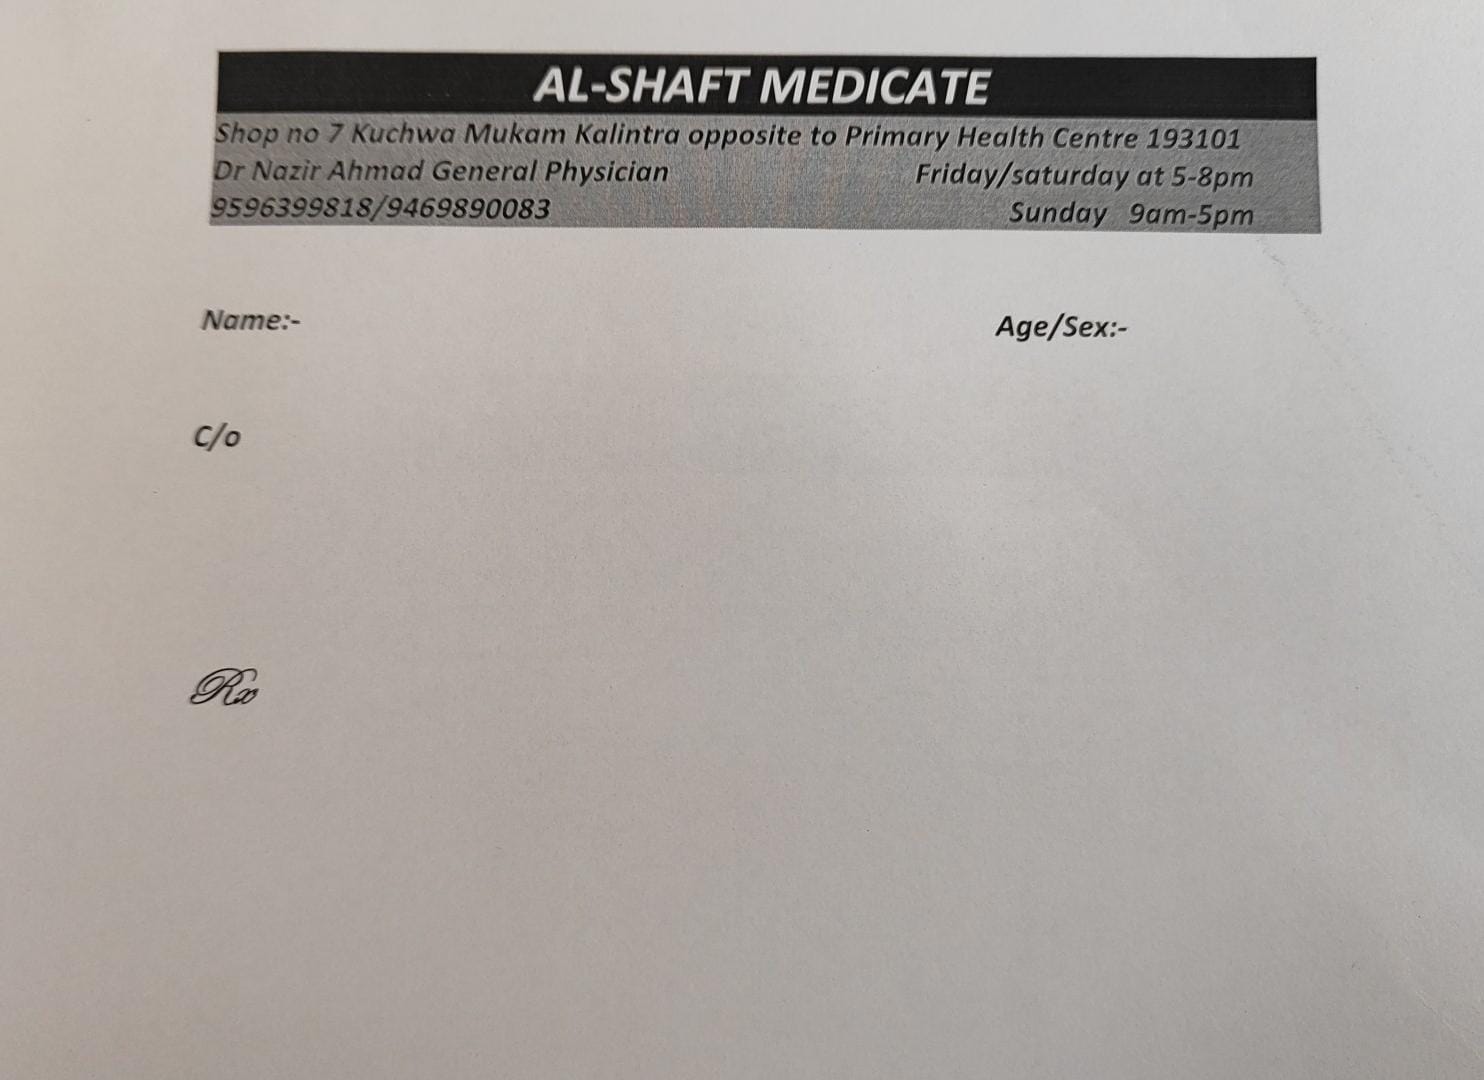 AL-SHAFT MEDICATE
Shop no 7 Kuchwa Mukam Kalintra opposite to Primary Health Centre 193101
Dr Nazir Ahmad General Physician Friday/saturday at 5-8pm
9596399818/9469890083 Sunday 9am-5pm
Name:- Age/Sex:-
C/o
Rx